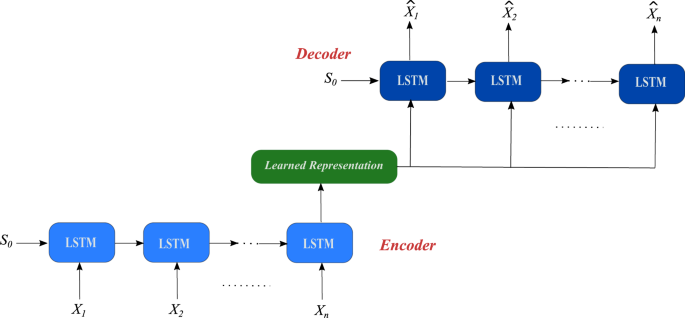 X̂1 X̂2 X̂n
Decoder
S0 LSTM LSTM ... LSTM
.........
Learned Representation
S0 LSTM LSTM ... LSTM Encoder
.........
X1 X2 Xn